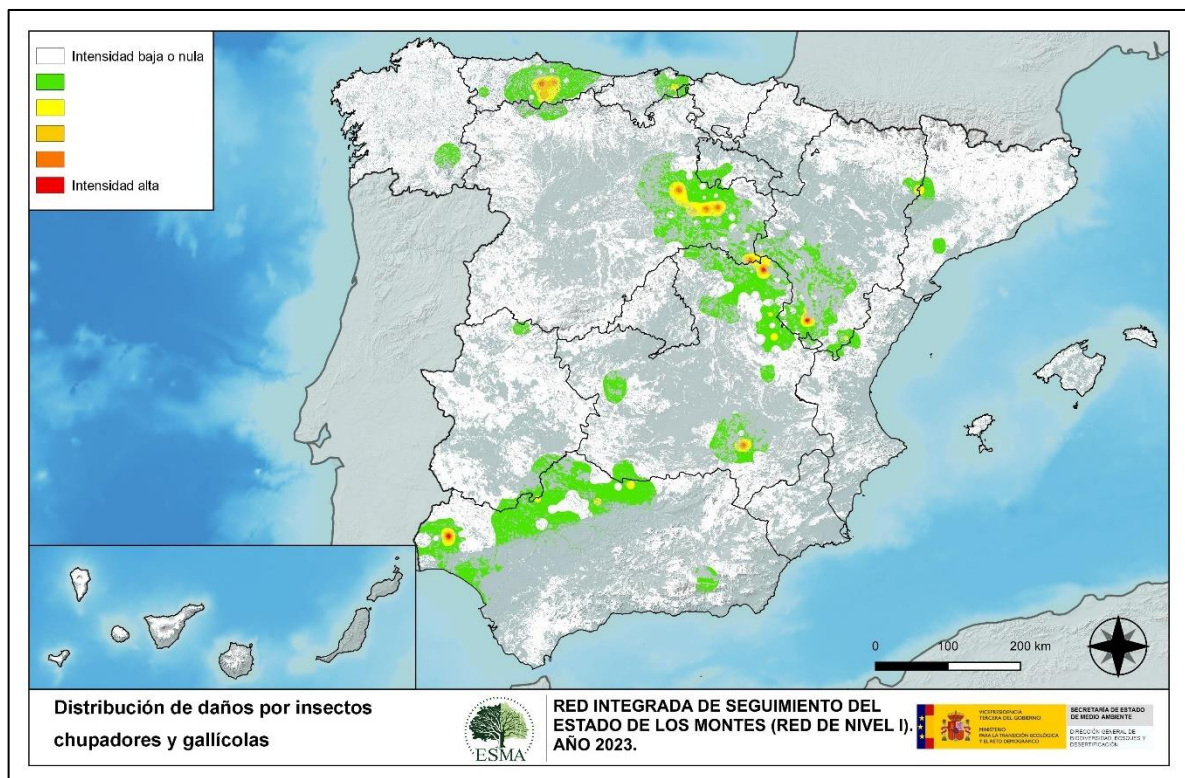 Intensidad baja o nula
Intensidad alta
0 100 200 km
Distribución de daños por insectos
chupadores y gallícolas
ESMA
RED INTEGRADA DE SEGUIMIENTO DEL
ESTADO DE LOS MONTES (RED DE NIVEL I).
AÑO 2023.
VICEPRESIDENCIA
TERCERA DEL GOBIERNO
MINISTERIO
PARA LA TRANSICIÓN ECOLÓGICA
Y EL RETO DEMOGRÁFICO
SECRETARÍA DE ESTADO
DE MEDIO AMBIENTE
DIRECCIÓN GENERAL DE
BIODIVERSIDAD, BOSQUES Y
DESERTIFICACIÓN.